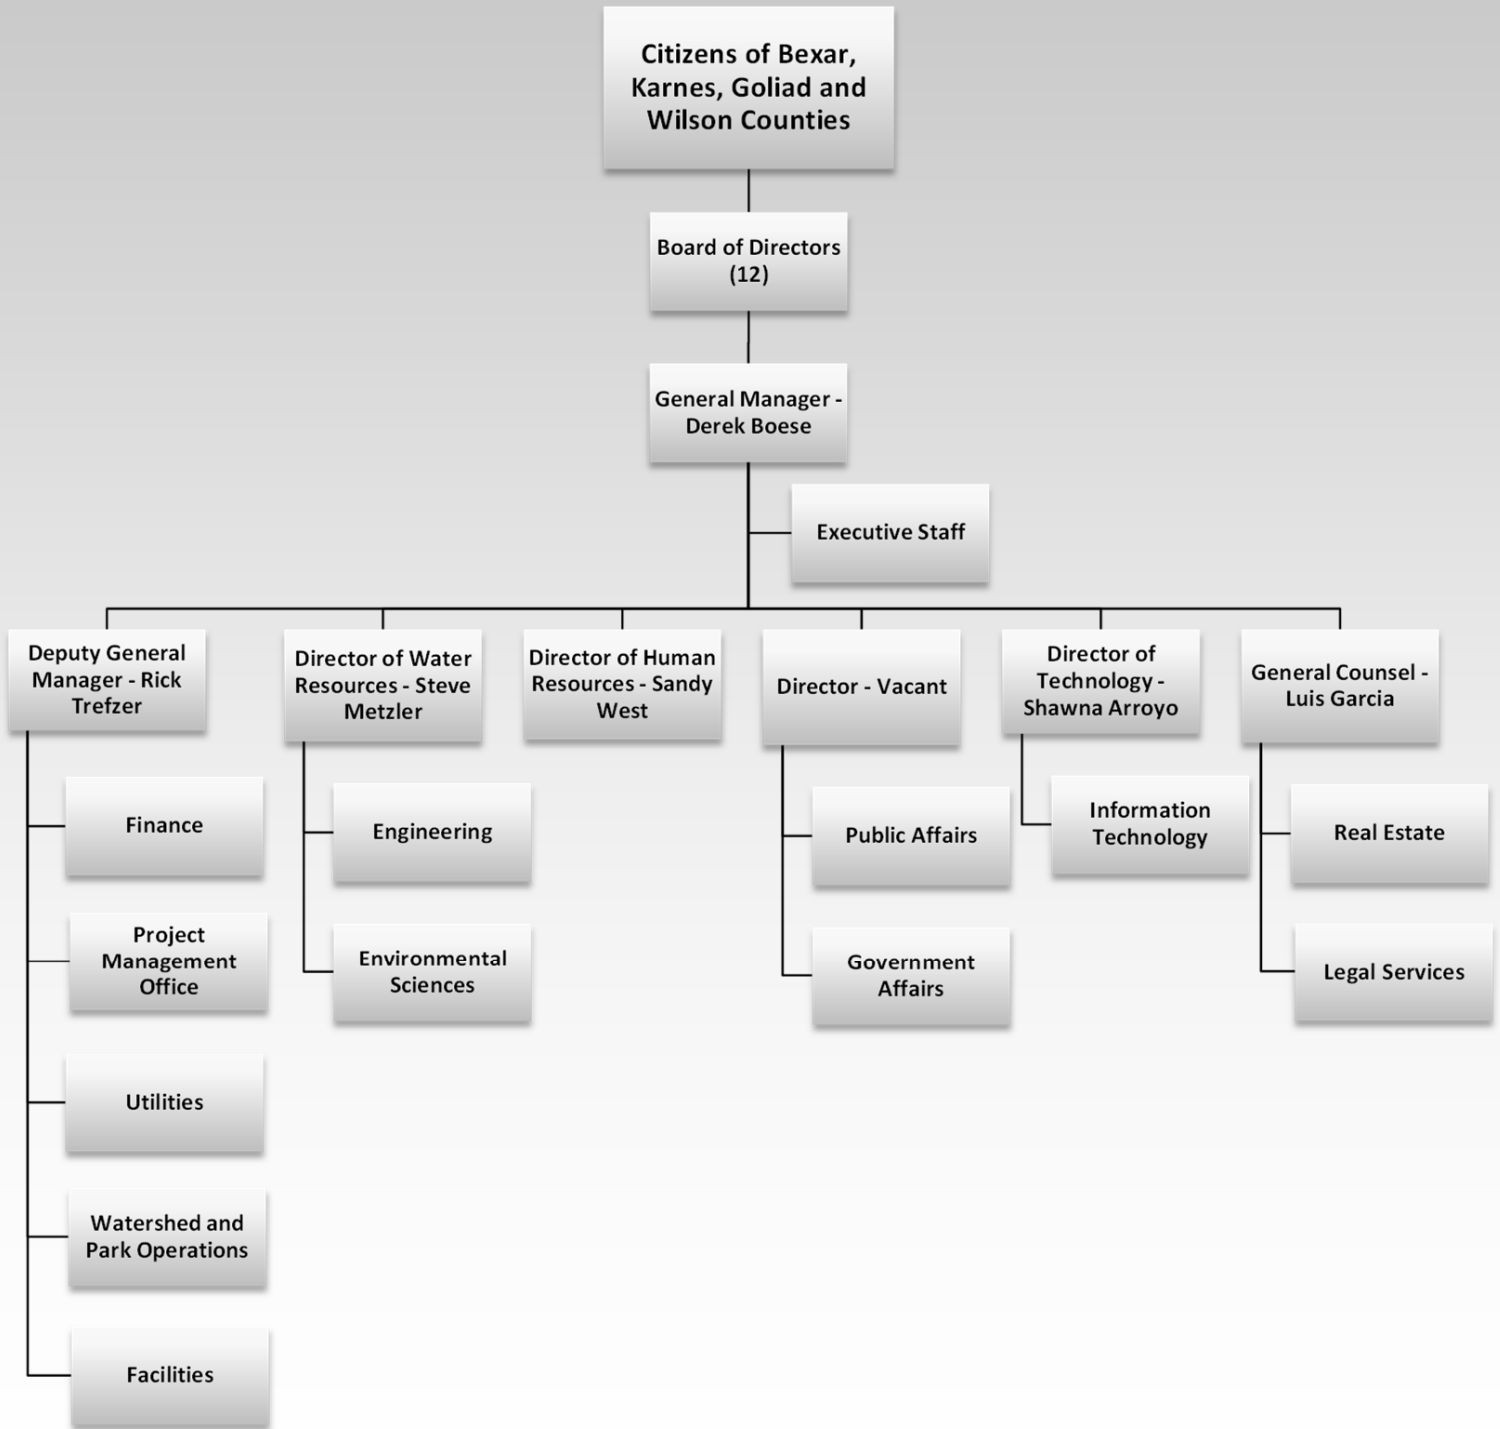 Citizens of Bexar,
Karnes, Goliad and
Wilson Counties
Board of Directors
(12)
General Manager -
Derek Boese
Executive Staff
Deputy General
Manager - Rick
Trefzer
Director of Water
Resources - Steve
Metzler
Director of Human
Resources - Sandy
West
Director - Vacant
Director of
Technology -
Shawna Arroyo
General Counsel -
Luis Garcia
Finance
Project
Management
Office
Utilities
Watershed and
Park Operations
Facilities
Engineering
Environmental
Sciences
Public Affairs
Government
Affairs
Information
Technology
Real Estate
Legal Services